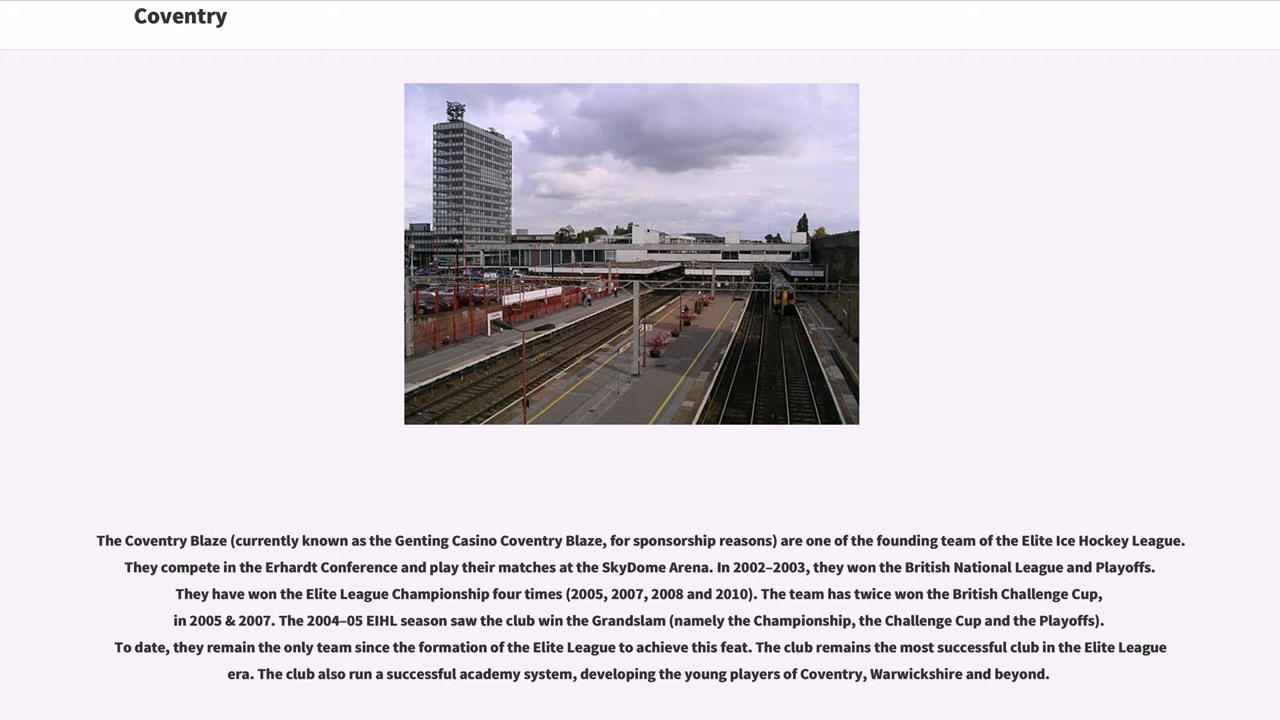 Coventry
The Coventry Blaze (currently known as the Genting Casino Coventry Blaze, for sponsorship reasons) are one of the founding team of the Elite Ice Hockey League.
They compete in the Erhardt Conference and play their matches at the SkyDome Arena. In 2002–2003, they won the British National League and Playoffs.
They have won the Elite League Championship four times (2005, 2007, 2008 and 2010). The team has twice won the British Challenge Cup,
in 2005 & 2007. The 2004–05 EIHL season saw the club win the Grandslam (namely the Championship, the Challenge Cup and the Playoffs).
To date, they remain the only team since the formation of the Elite League to achieve this feat. The club remains the most successful club in the Elite League
era. The club also run a successful academy system, developing the young players of Coventry, Warwickshire and beyond.